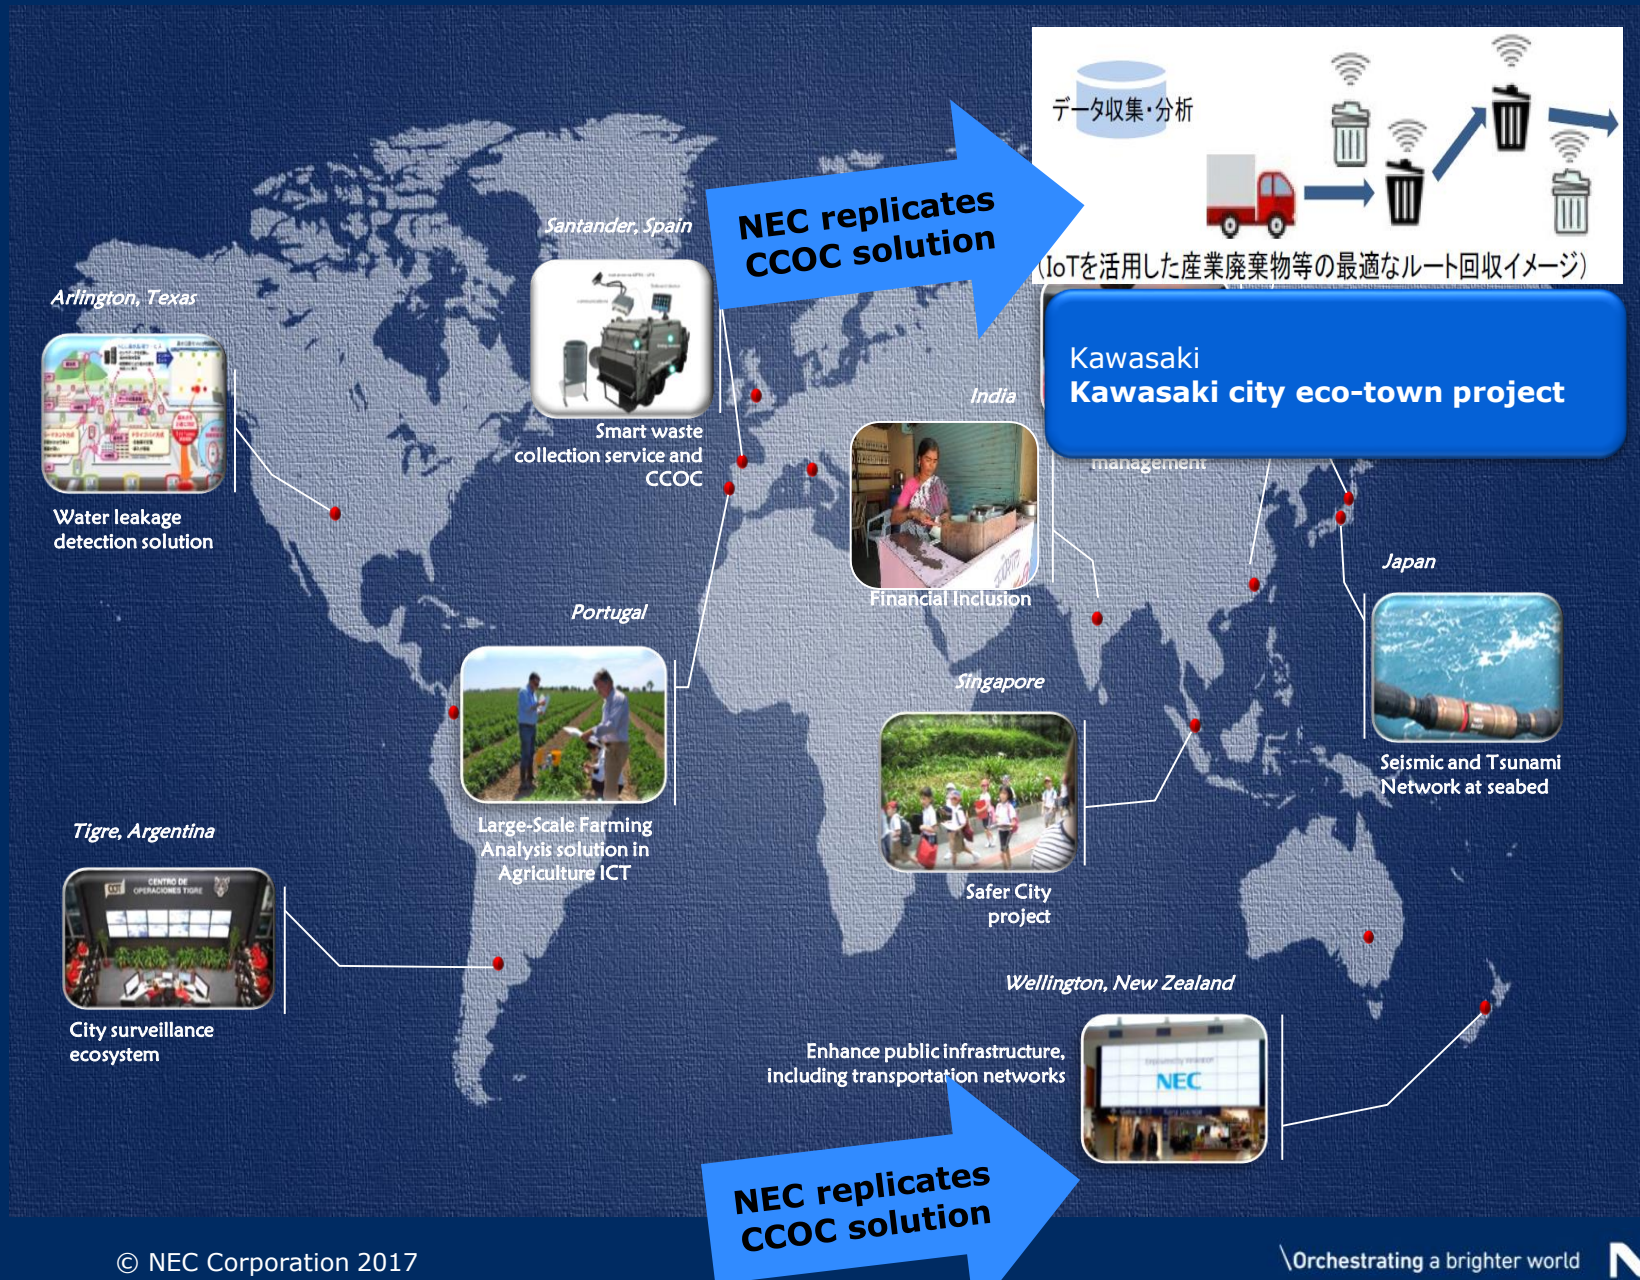 データ収集・分析
(IoTを活用した産業廃棄物等の最適なルート回収イメージ)
NEC replicates
CCOC solution
Kawasaki
Kawasaki city eco-town project
management
Santander, Spain
Smart waste
collection service and
CCOC
Arlington, Texas
Water leakage
detection solution
India
Financial Inclusion
Japan
Seismic and Tsunami
Network at seabed
Portugal
Large-Scale Farming
Analysis solution in
Agriculture ICT
Singapore
Safer City
project
Tigre, Argentina
CENTRO DE
OPERACIONES TIGRE
City surveillance
ecosystem
Wellington, New Zealand
Enhance public infrastructure,
including transportation networks
NEC
NEC replicates
CCOC solution
© NEC Corporation 2017
\Orchestrating a brighter world